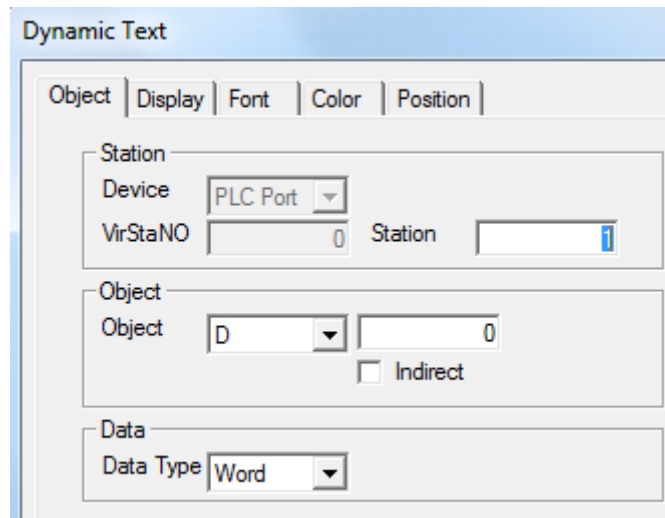 Dynamic Text
Object Display Font Color Position
Station
Device PLC Port
VirStaNO 0 Station 1
Object
Object D 0
Indirect
Data
Data Type Word